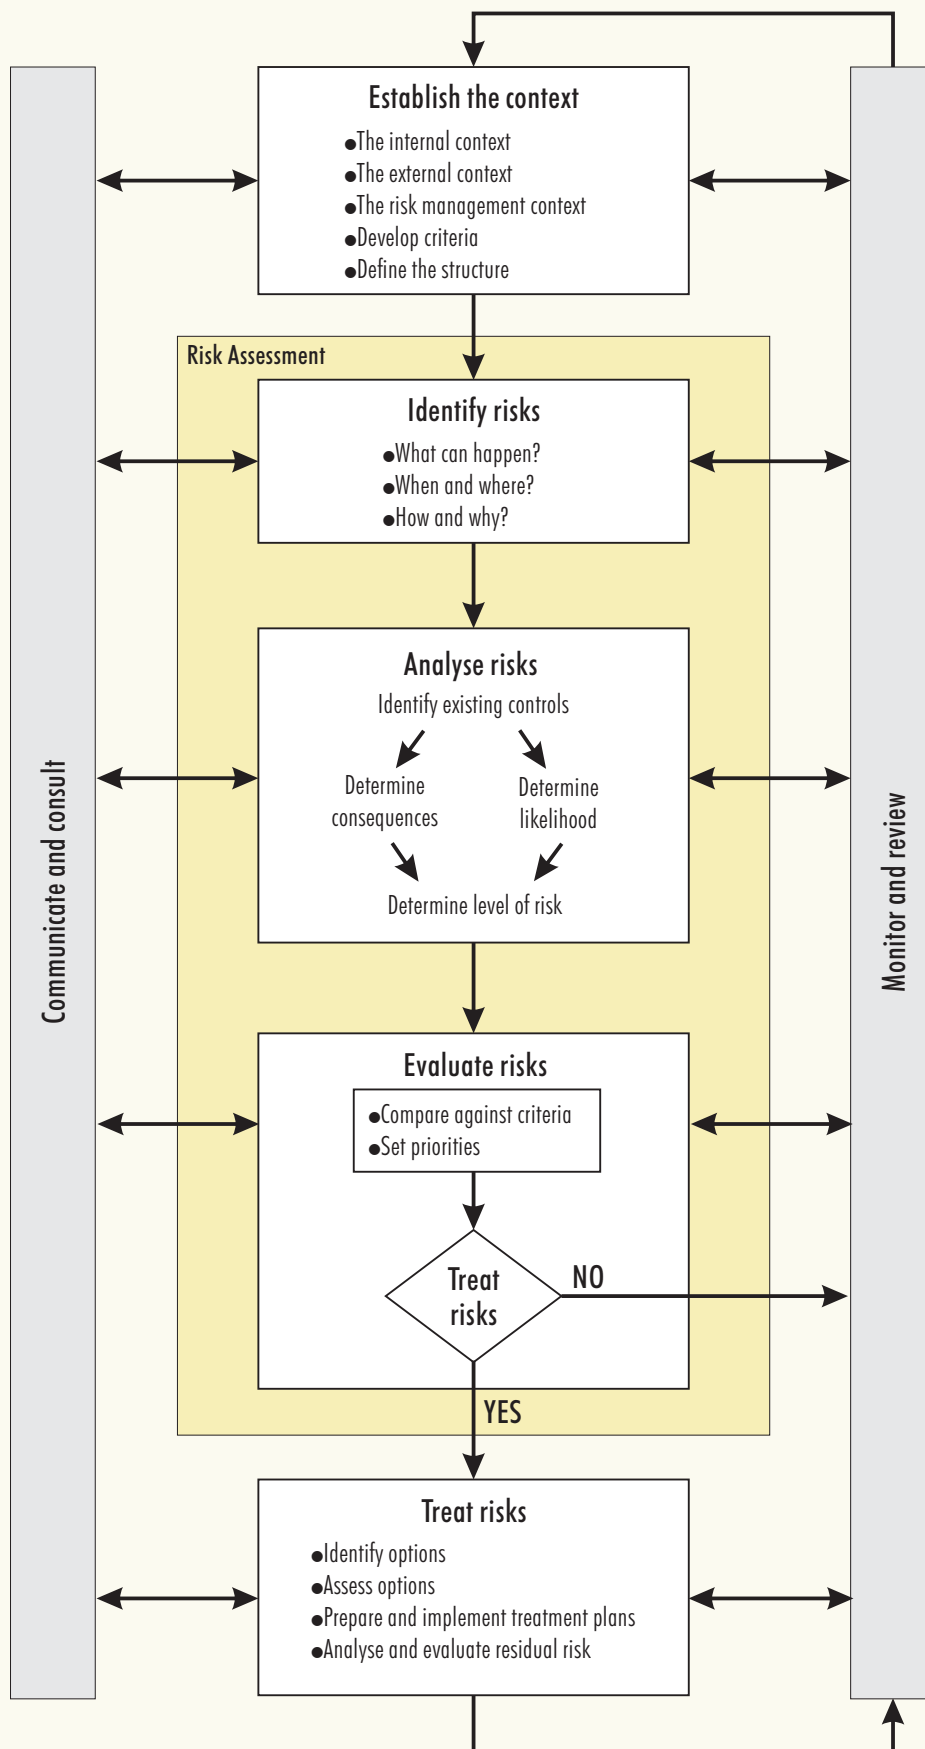 Establish the context
●The internal context
●The external context
●The risk management context
●Develop criteria
●Define the structure
Risk Assessment
Identify risks
●What can happen?
●When and where?
●How and why?
Analyse risks
Identify existing controls
Determine
consequences
Determine
likelihood
Determine level of risk
Evaluate risks
●Compare against criteria
●Set priorities
Treat
risks
NO
YES
Treat risks
●Identify options
●Assess options
●Prepare and implement treatment plans
●Analyse and evaluate residual risk
Communicate and consult
Monitor and review